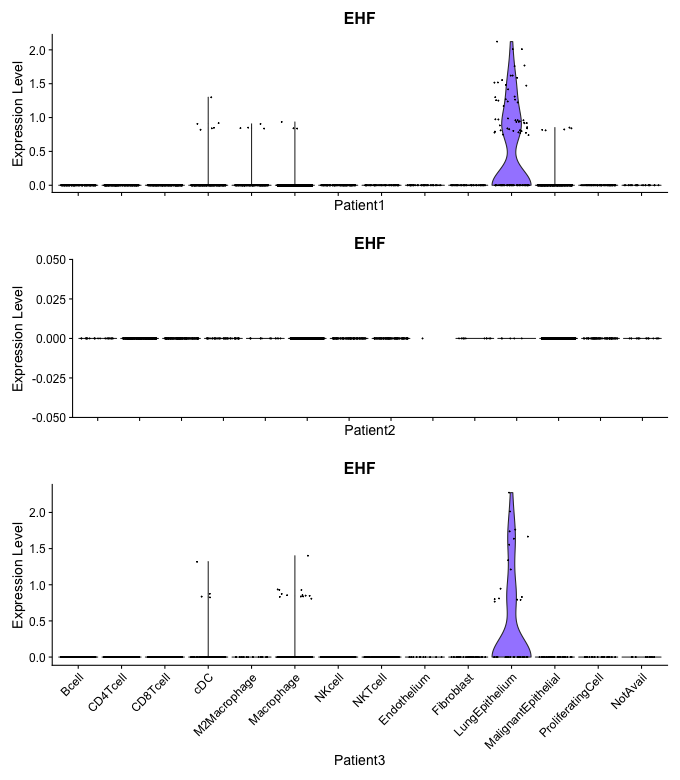 EHF
Expression Level
2.0
1.5
1.0
0.5
0.0
Patient1
EHF
Expression Level
0.050
0.025
0.000
-0.025
-0.050
Patient2
EHF
Expression Level
2.0
1.5
1.0
0.5
0.0
Bcell
CD4Tcell
CD8Tcell
cDC
M2Macrophage
Macrophage
NKcell
NKTcell
Endothelium
Fibroblast
LungEpithelium
MalignantEpithelial
ProliferatingCell
NotAvail
Patient3